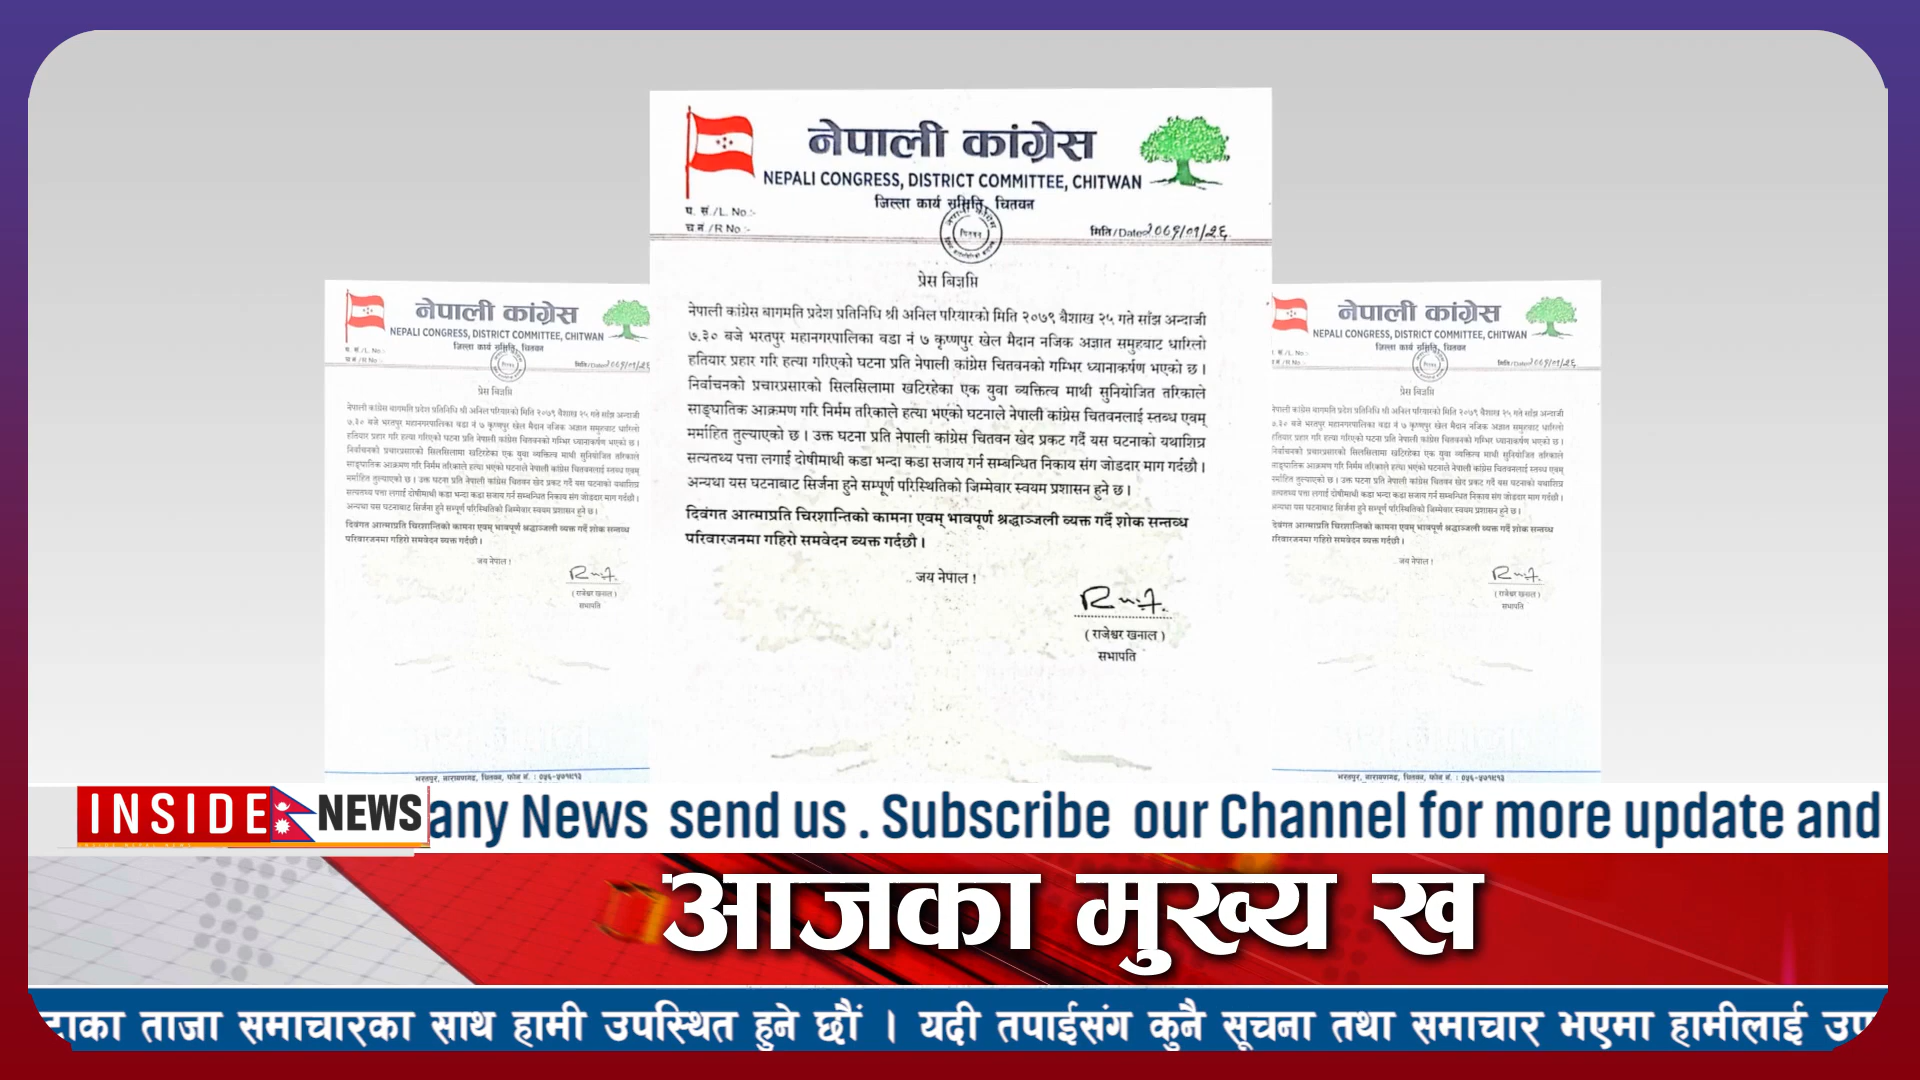 नेपाली कांग्रेस
NEPALI CONGRESS, DISTRICT COMMITTEE, CHITWAN
जिल्ला कार्य समिति, चितवन
प. सं./L. No.:-
च.नं /R No :-
मिति/Date२०७९/०१/२६
प्रेस बिज्ञप्ति
नेपाली कांग्रेस बागमति प्रदेश प्रतिनिधि श्री अनिल परियारको मिति २०७९ बैशाख २५ गते साँझ अन्दाजी
७.३० बजे भरतपुर महानगरपालिका वडा नं ७ कृष्णपुर खेल मैदान नजिक अज्ञात समुहबाट धारिलो
हतियार प्रहार गरि हत्या गरिएको घटना प्रति नेपाली कांग्रेस चितवनको गम्भिर ध्यानाकर्षण भएको छ ।
निर्वाचनको प्रचारप्रसारको सिलसिलामा खटिरहेका एक युवा व्यक्तित्व माथी सुनियोजित तरिकाले
साङ्घातिक आक्रमण गरि निर्मम तरिकाले हत्या भएको घटनाले नेपाली कांग्रेस चितवनलाई स्तब्ध एवम्
मर्माहित तुल्याएको छ । उक्त घटना प्रति नेपाली कांग्रेस चितवन खेद प्रकट गर्दै यस घटनाको यथाशिघ्र
सत्यतथ्य पत्ता लगाई दोषीमाथी कडा भन्दा कडा सजाय गर्न सम्बन्धित निकाय संग जोडदार माग गर्दछौ ।
अन्यथा यस घटनाबाट सिर्जना हुने सम्पूर्ण परिस्थितिको जिम्मेवार स्वयम प्रशासन हुने छ ।
दिवंगत आत्माप्रति चिरशान्तिको कामना एवम् भावपूर्ण श्रद्धाञ्जली व्यक्त गर्दै शोक सन्तप्ध
परिवारजनमा गहिरो समवेदन व्यक्त गर्दछौ ।
जय नेपाल !
( राजेश्वर खनाल )
सभापति
भरतपुर, नारायणगढ, चितवन, फोन नं. : ०५६-५७१८१३
INSIDE NEWS
any News send us . Subscribe our Channel for more update and
आजका मुख्य ख
टाका ताजा समाचारका साथ हामी उपस्थित हुने छौं । यदी तपाईसंग कुनै सूचना तथा समाचार भएमा हामीलाई उप